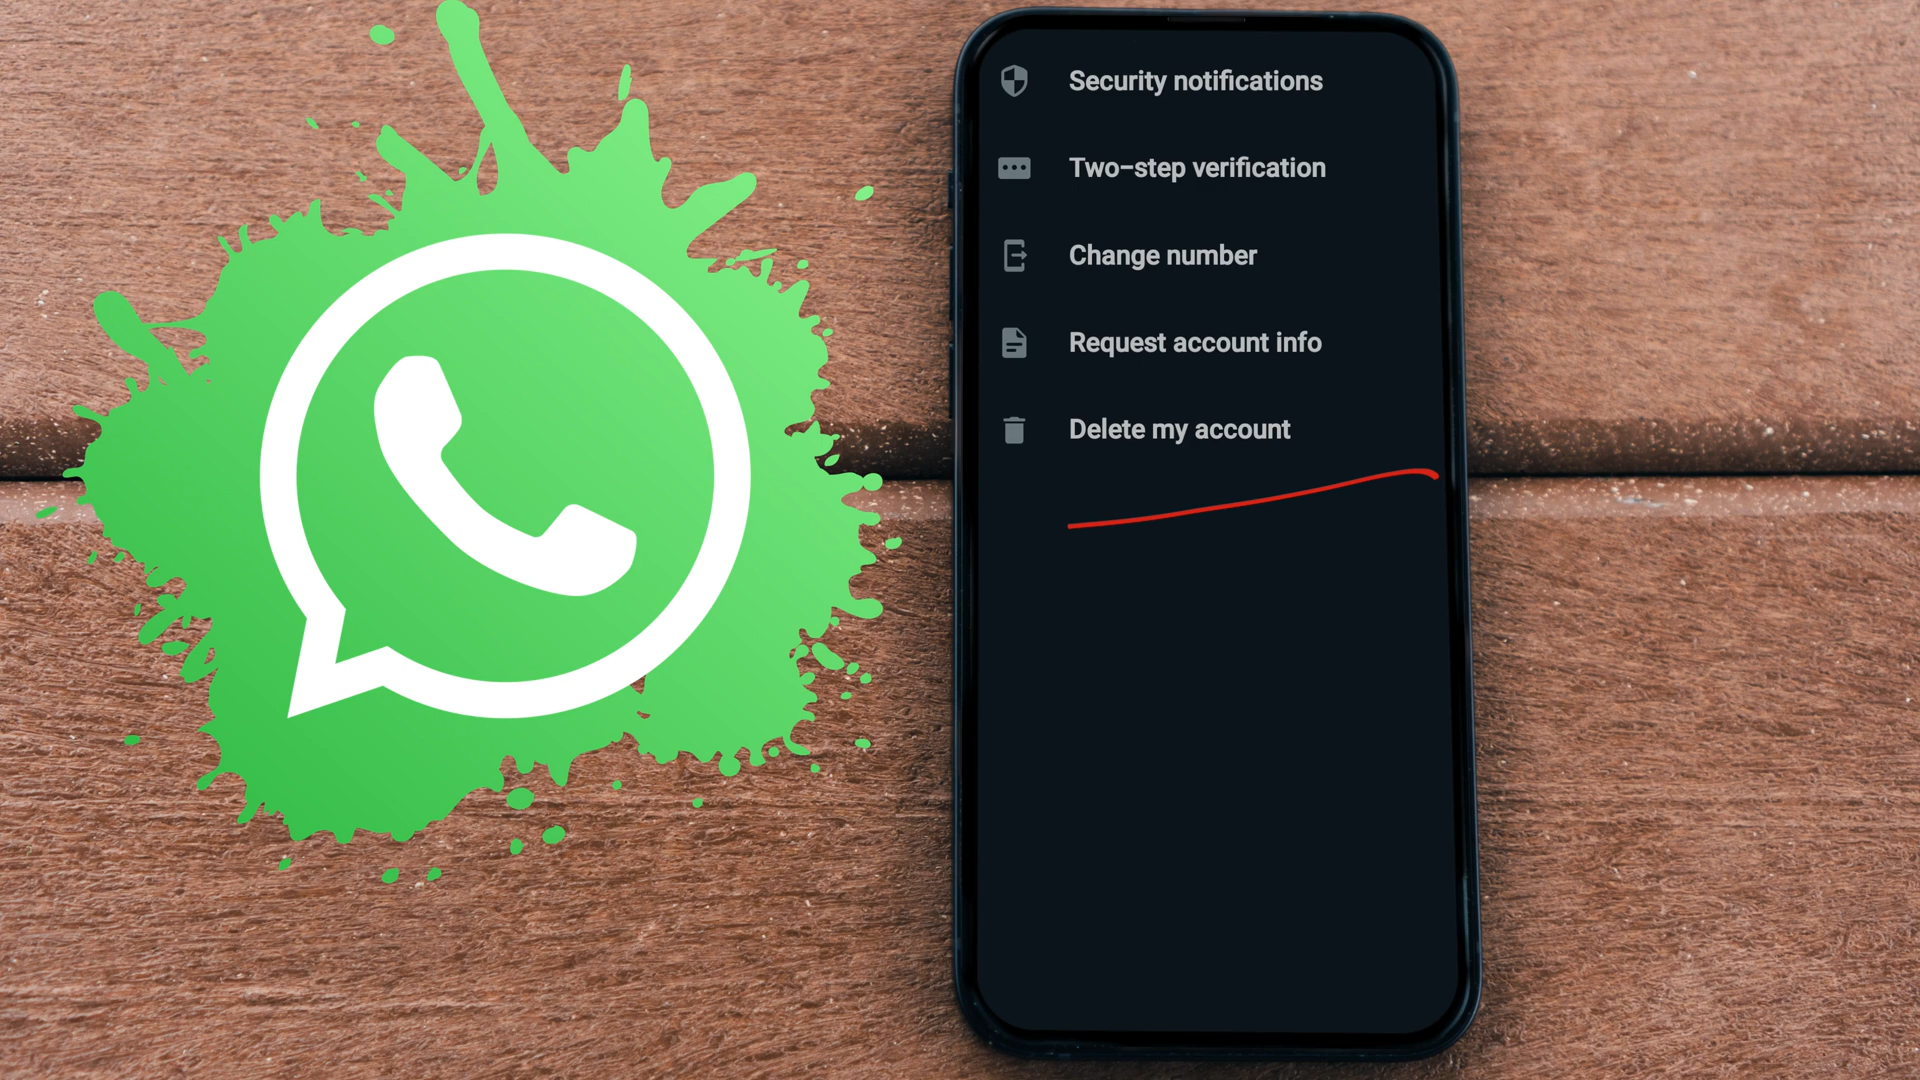 Security notifications
Two-step verification
Change number
Request account info
Delete my account